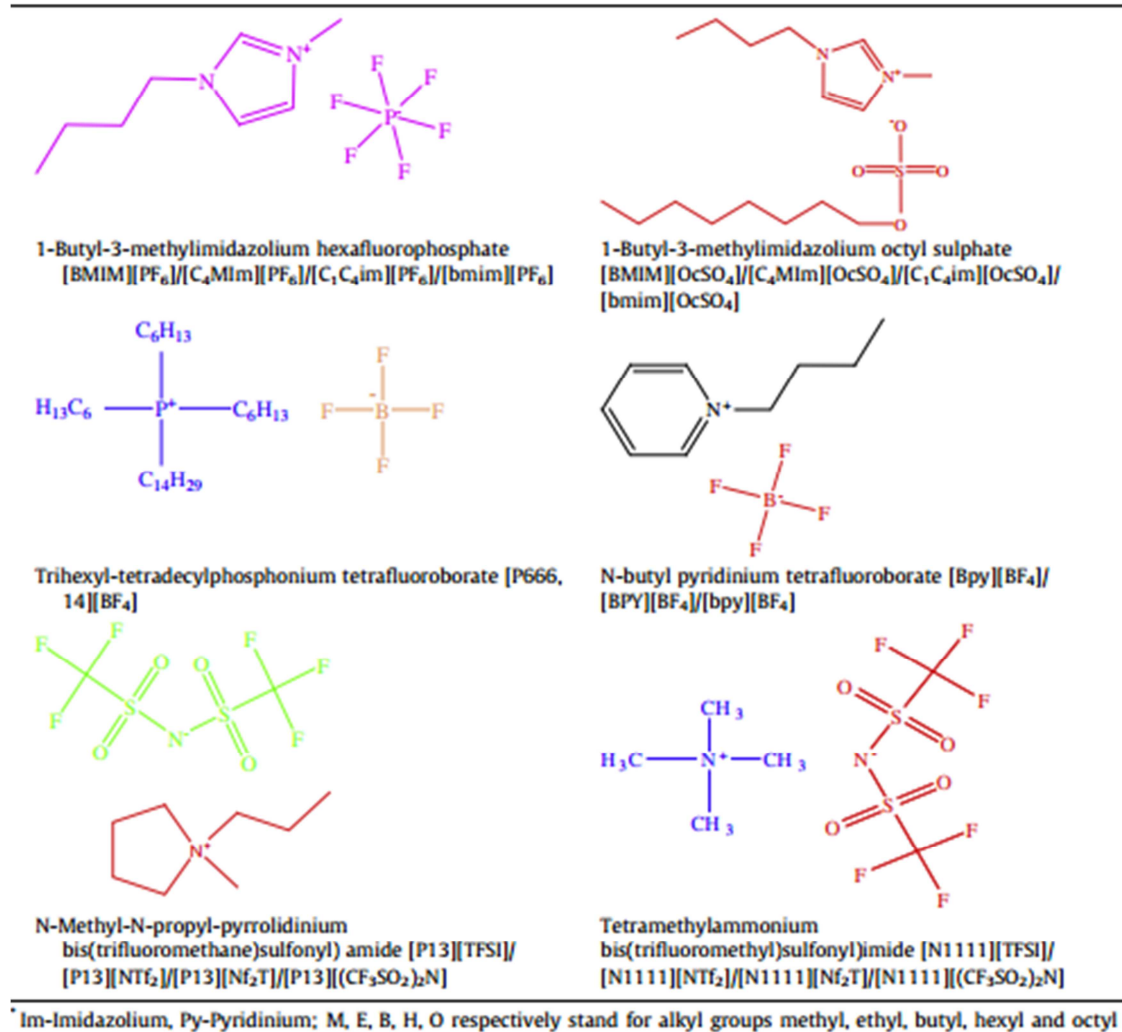 N
N+
F
F
F
P-
F
F
F
1-Butyl-3-methylimidazolium hexafluorophosphate
[BMIM][PF₆]/[C₄MIm][PF₆]/[C₁C₄im][PF₆]/[bmim][PF₆]
N
N+
-O
O=S=O
O
1-Butyl-3-methylimidazolium octyl sulphate
[BMIM][OcSO₄]/[C₄MIm][OcSO₄]/[C₁C₄im][OcSO₄]/
[bmim][OcSO₄]
C₆H₁₃
H₁₃C₆
P+
C₆H₁₃
C₁₄H₂₉
F
-
F
B
F
F
Trihexyl-tetradecylphosphonium tetrafluoroborate [P666,
14][BF₄]
N+
F
F
B-
F
F
N-butyl pyridinium tetrafluoroborate [Bpy][BF₄]/
[BPY][BF₄]/[bpy][BF₄]
F
F
F
F
F
F
O
O
S
S
O
N-
O
N+
N-Methyl-N-propyl-pyrrolidinium
bis(trifluoromethane)sulfonyl) amide [P13][TFSI]/
[P13][NTf₂]/[P13][Nf₂T]/[P13][(CF₃SO₂)₂N]
CH₃
H₃C
N+
CH₃
CH₃
F
F
F
O
S
O
N-
O
S
O
F
F
F
Tetramethylammonium
bis(trifluoromethyl)sulfonyl)imide [N1111][TFSI]/
[N1111][NTf₂]/[N1111][Nf₂T]/[N1111][(CF₃SO₂)₂N]
* Im-Imidazolium, Py-Pyridinium; M, E, B, H, O respectively stand for alkyl groups methyl, ethyl, butyl, hexyl and octyl